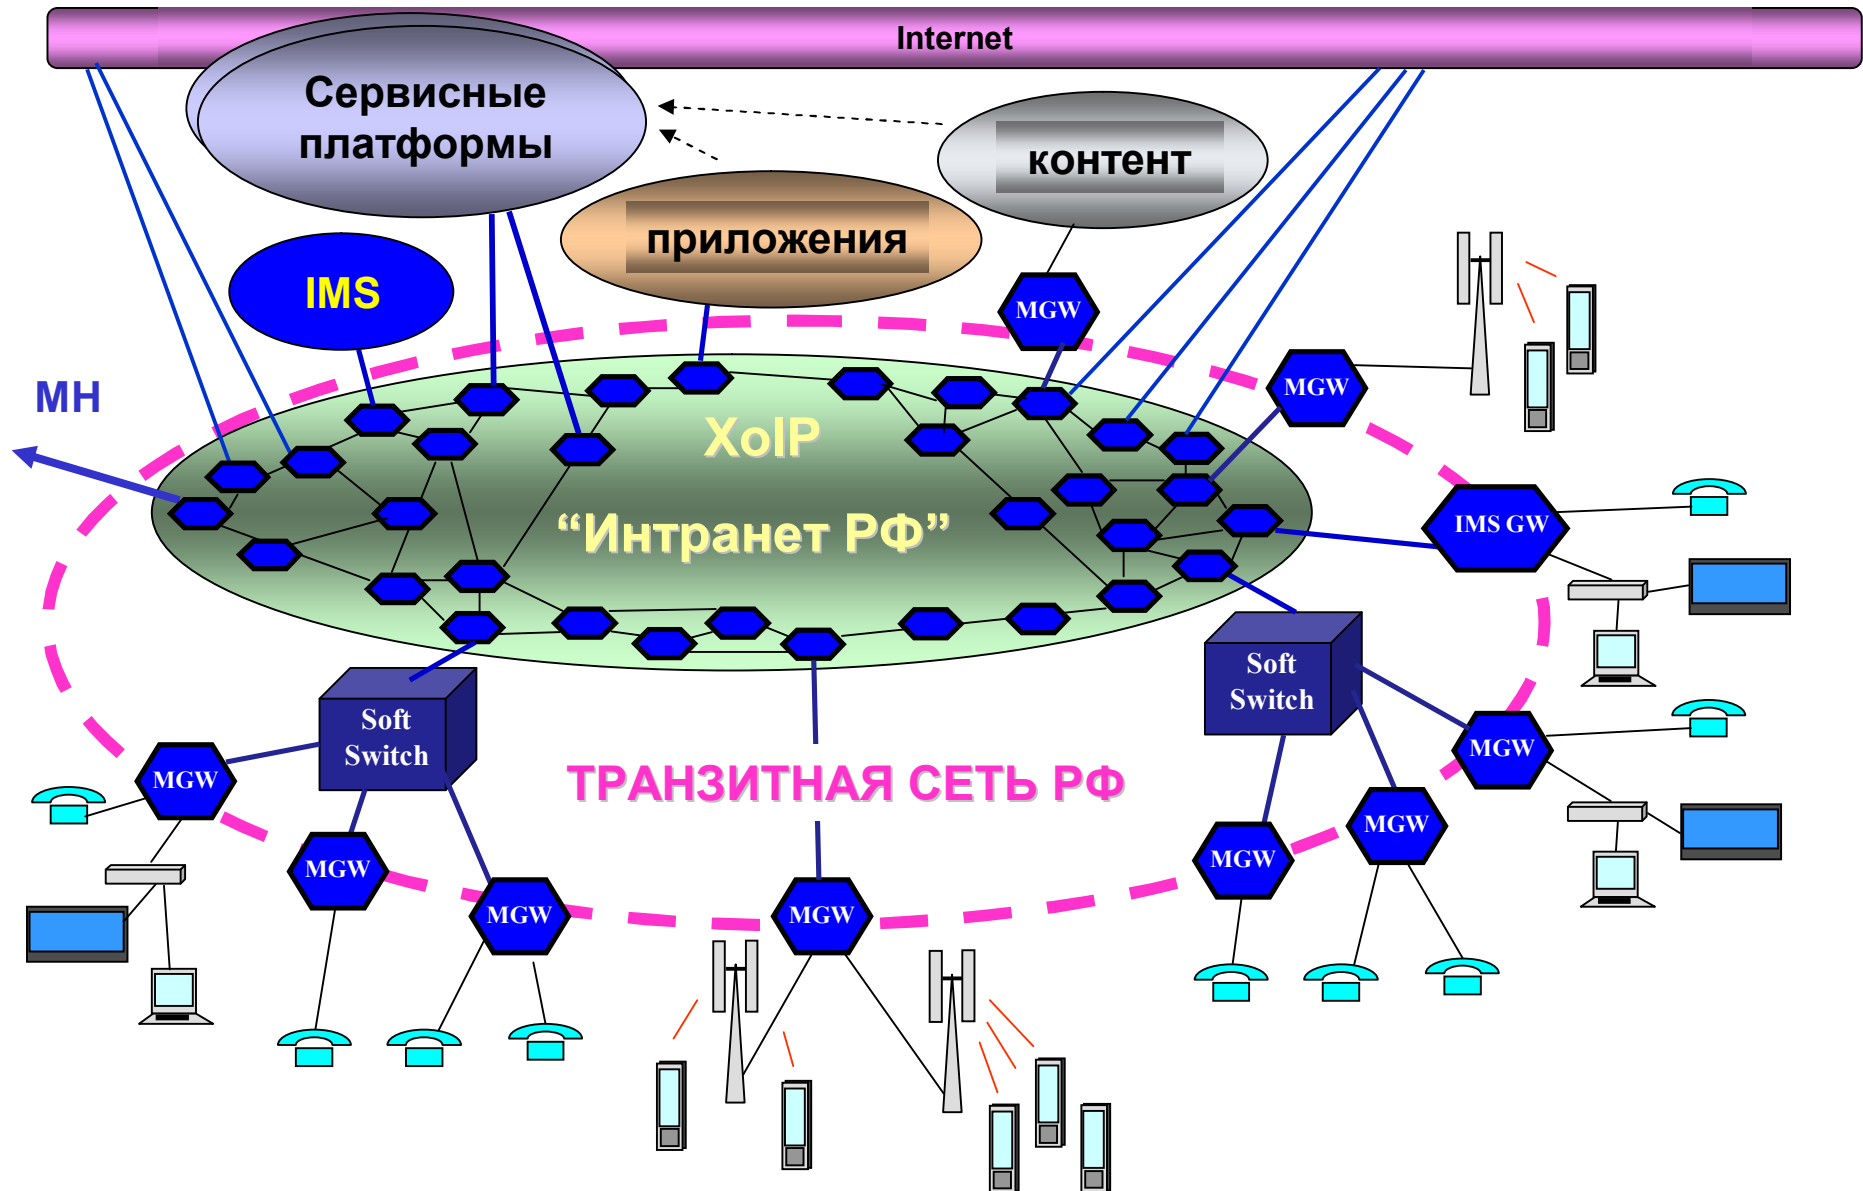 Internet
Сервисные
платформы
контент
приложения
IMS
MGW
MGW
МН
XoIP
“Интранет РФ”
IMS GW
Soft
Switch
Soft
Switch
MGW
MGW
ТРАНЗИТНАЯ СЕТЬ РФ
MGW
MGW
MGW
MGW
MGW
MGW